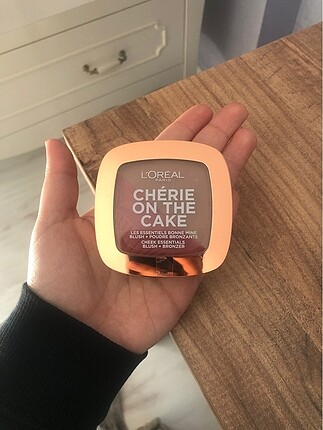 L'ORÉAL
PARIS
CHÉRIE
ON THE
CAKE
LES ESSENTIELS BONNE MINE
BLUSH + POUDRE BRONZANTE
CHEEK ESSENTIALS
BLUSH + BRONZER